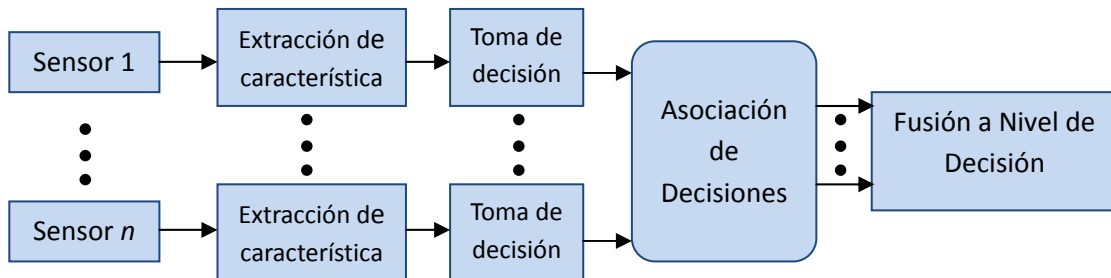 Sensor 1
Extracción de
característica
Toma de
decisión
Asociación
de
Decisiones
Fusión a Nivel de
Decisión
Sensor n
Extracción de
característica
Toma de
decisión